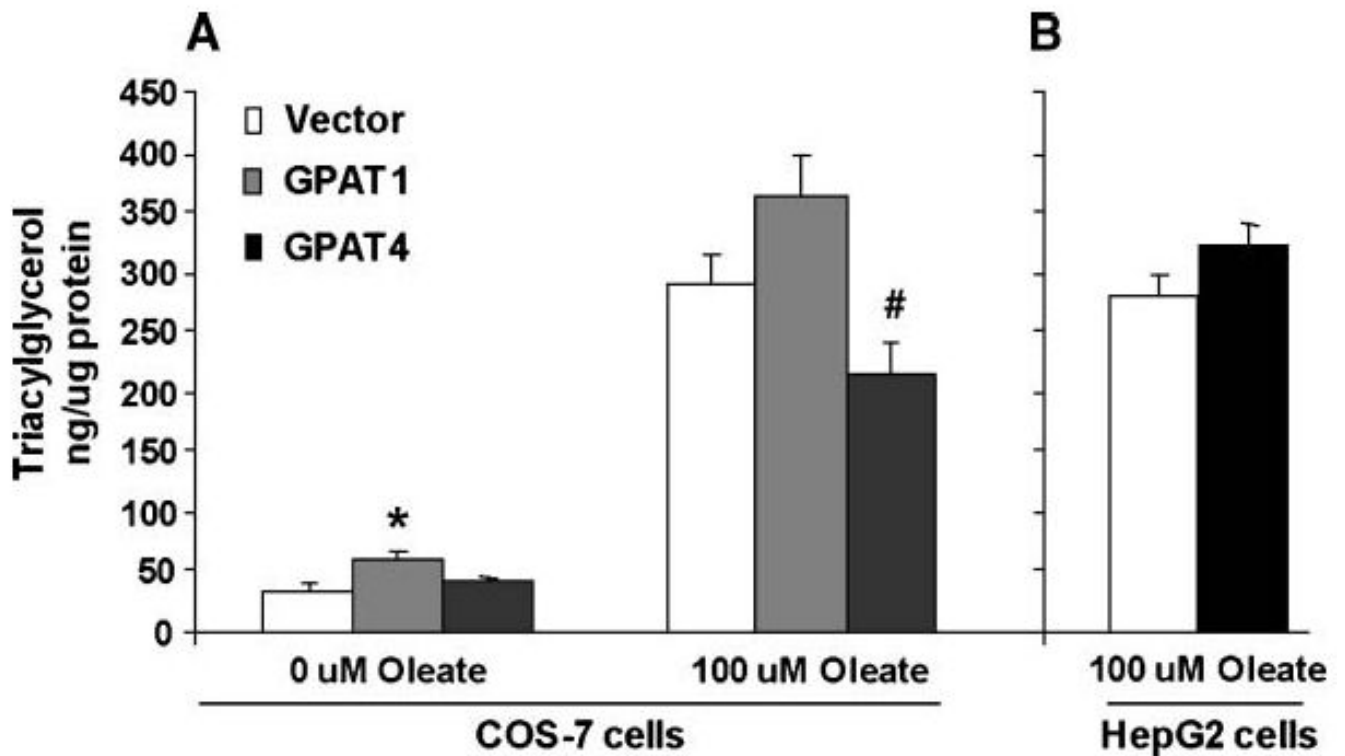 A
B
450
400
350
300
250
200
150
100
50
0
Triacylglycerol
ng/ug protein
Vector
GPAT1
GPAT4
*
#
0 uM Oleate
100 uM Oleate
100 uM Oleate
COS-7 cells
HepG2 cells